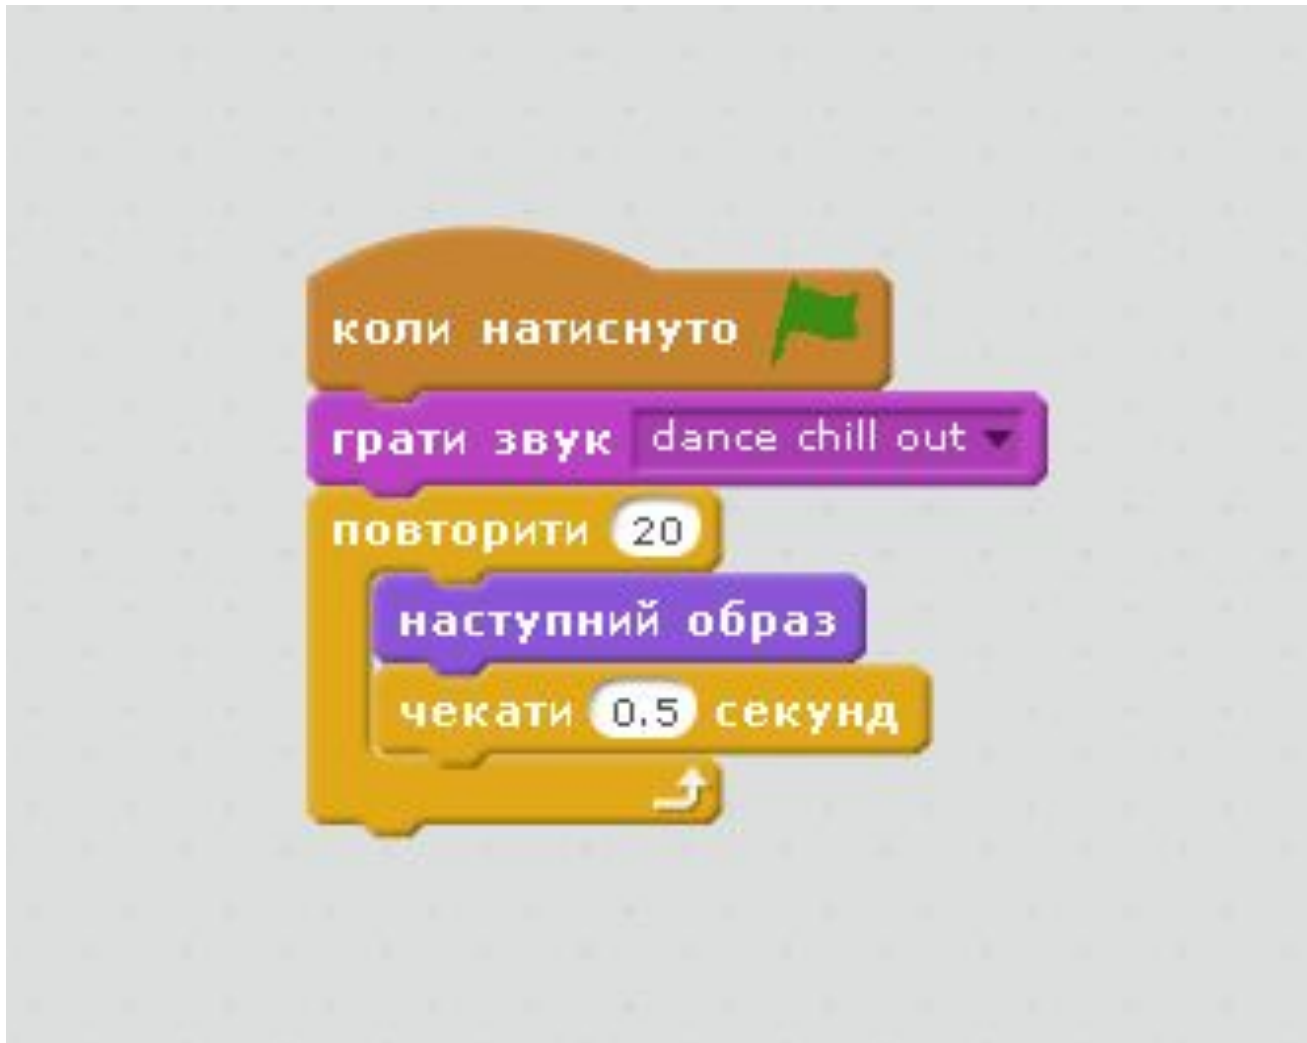 коли натиснуто
грати звук dance chill out
повторити 20
наступний образ
чекати 0.5 секунд